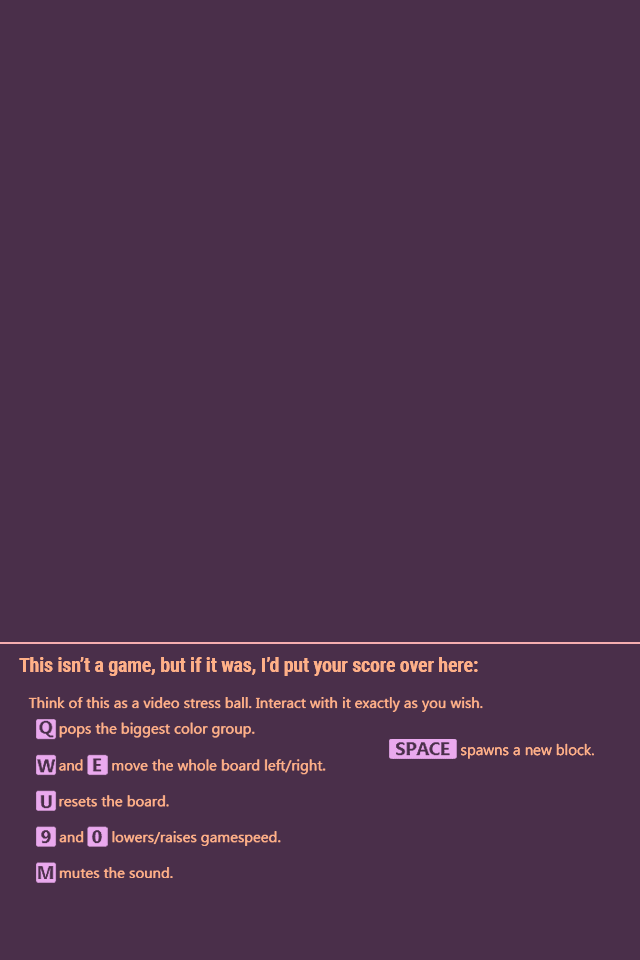 This isn't a game, but if it was, I'd put your score over here:
Think of this as a video stress ball. Interact with it exactly as you wish.
Q pops the biggest color group.
SPACE spawns a new block.
W and E move the whole board left/right.
U resets the board.
9 and 0 lowers/raises gamespeed.
M mutes the sound.